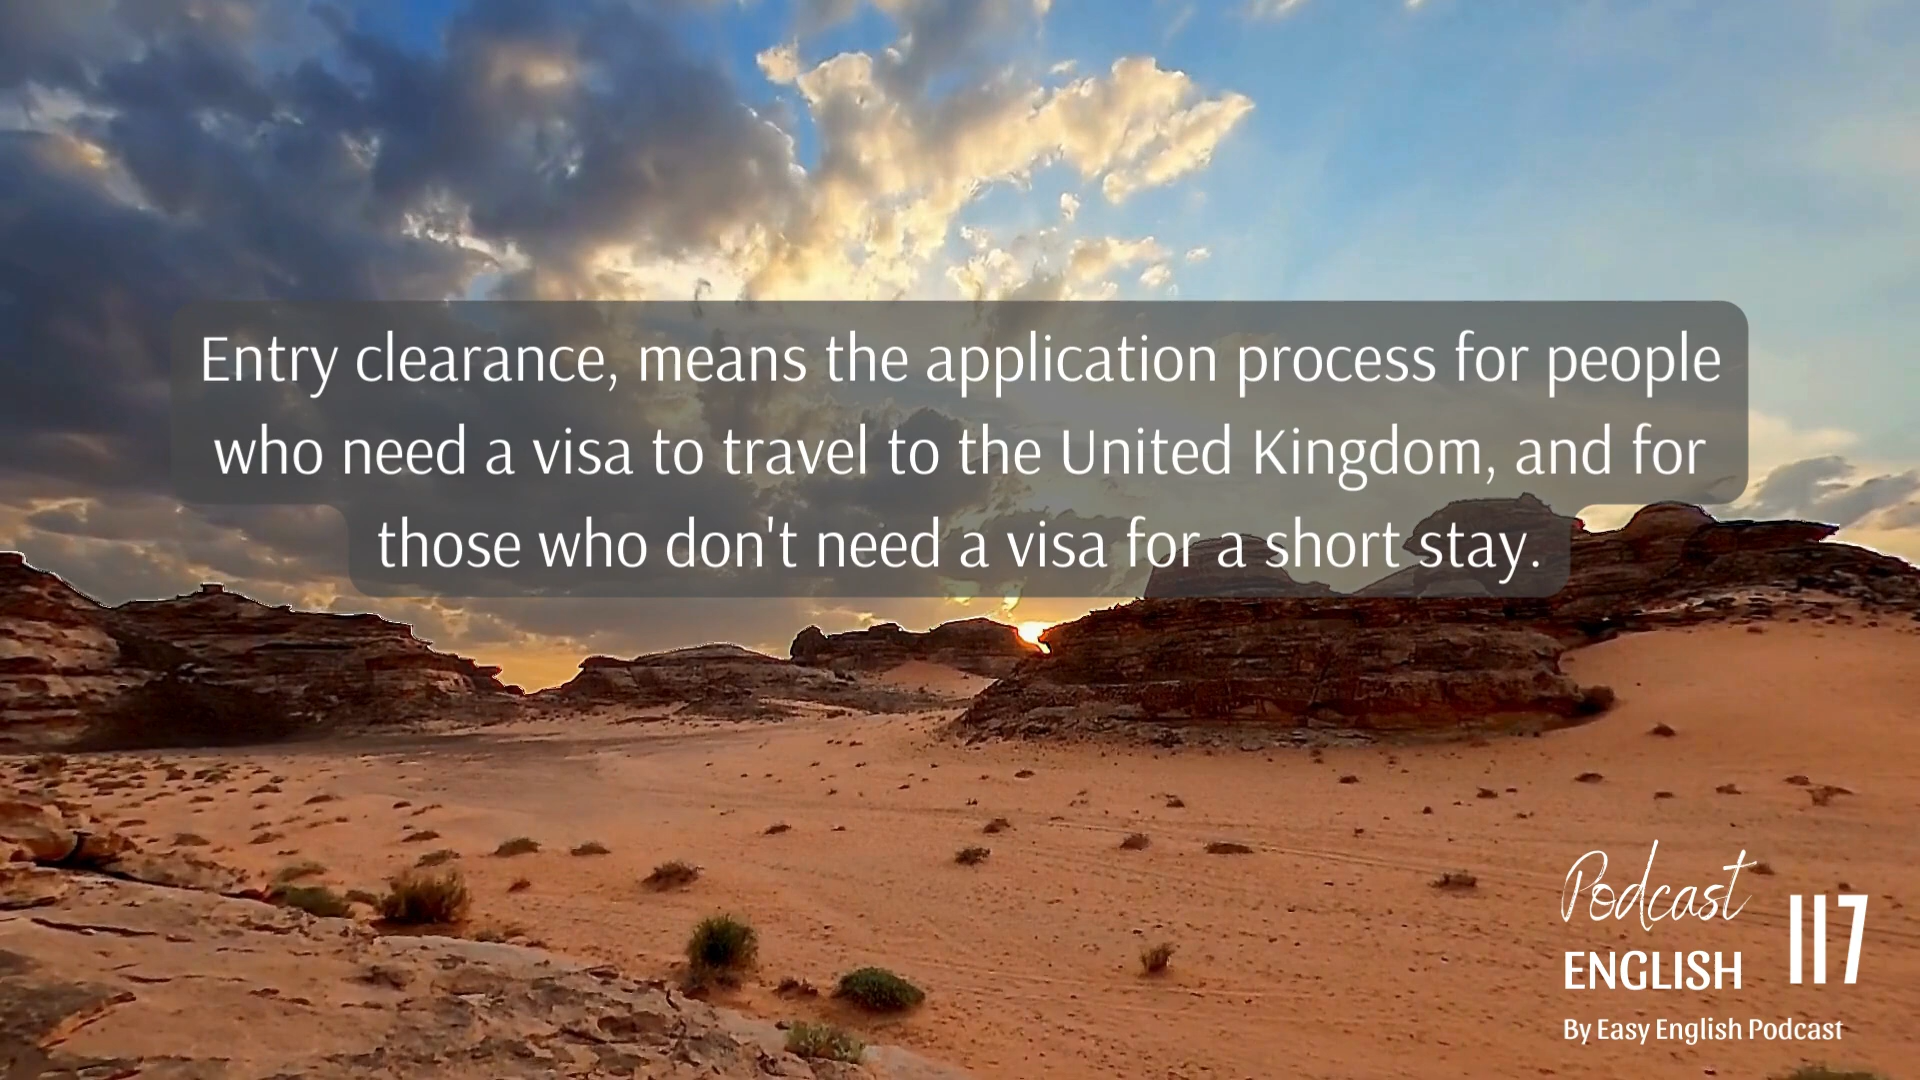 Entry clearance, means the application process for people
who need a visa to travel to the United Kingdom, and for
those who don't need a visa for a short stay.
Podcast
ENGLISH 117
By Easy English Podcast